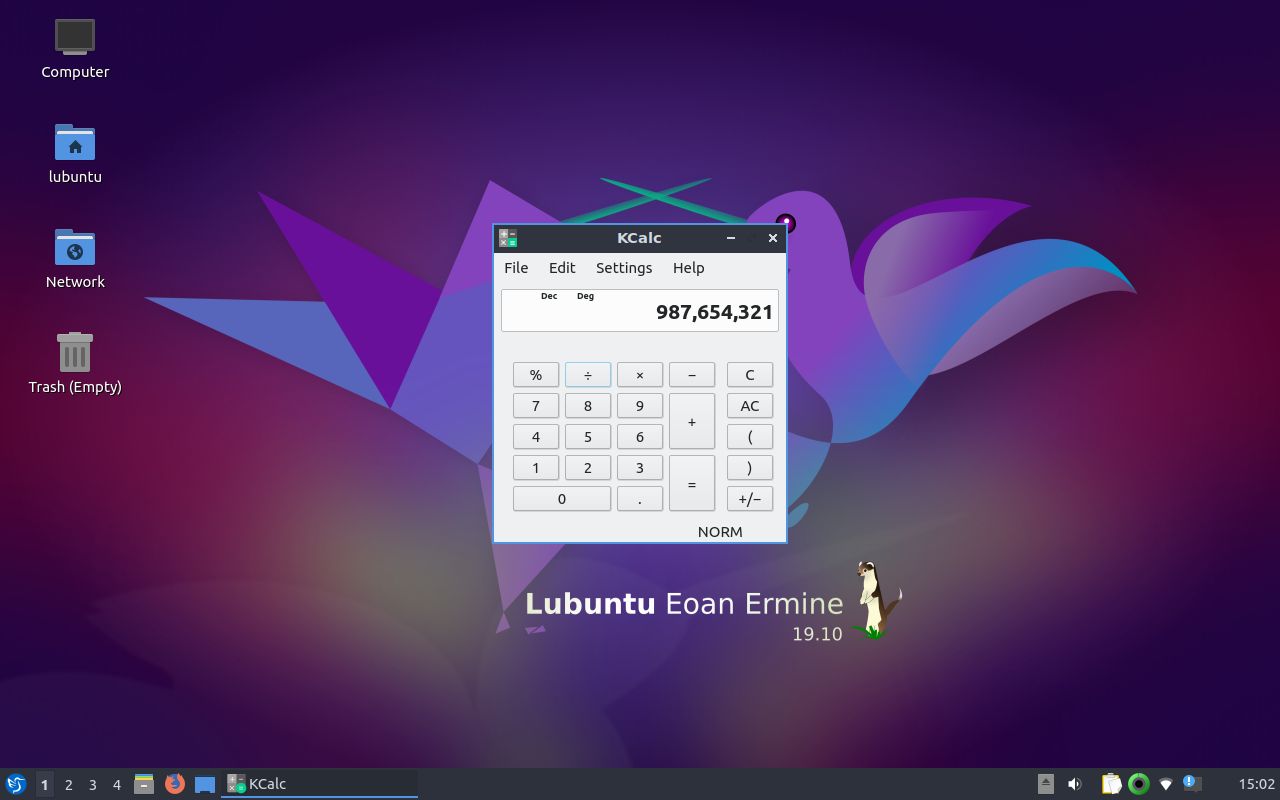 Computer
lubuntu
Network
Trash (Empty)
KCalc
File Edit Settings Help
Dec Deg
987,654,321
% ÷ × − C
7 8 9 + AC
4 5 6 (
1 2 3 = )
0 . +/−
NORM
Lubuntu Eoan Ermine
19.10
1 2 3 4 KCalc 15:02